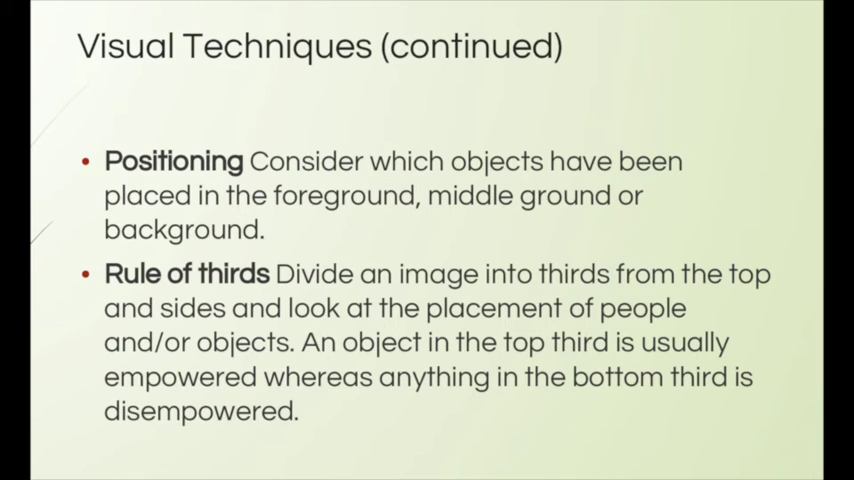 Visual Techniques (continued)
• Positioning Consider which objects have been
placed in the foreground, middle ground or
background.
• Rule of thirds Divide an image into thirds from the top
and sides and look at the placement of people
and/or objects. An object in the top third is usually
empowered whereas anything in the bottom third is
disempowered.